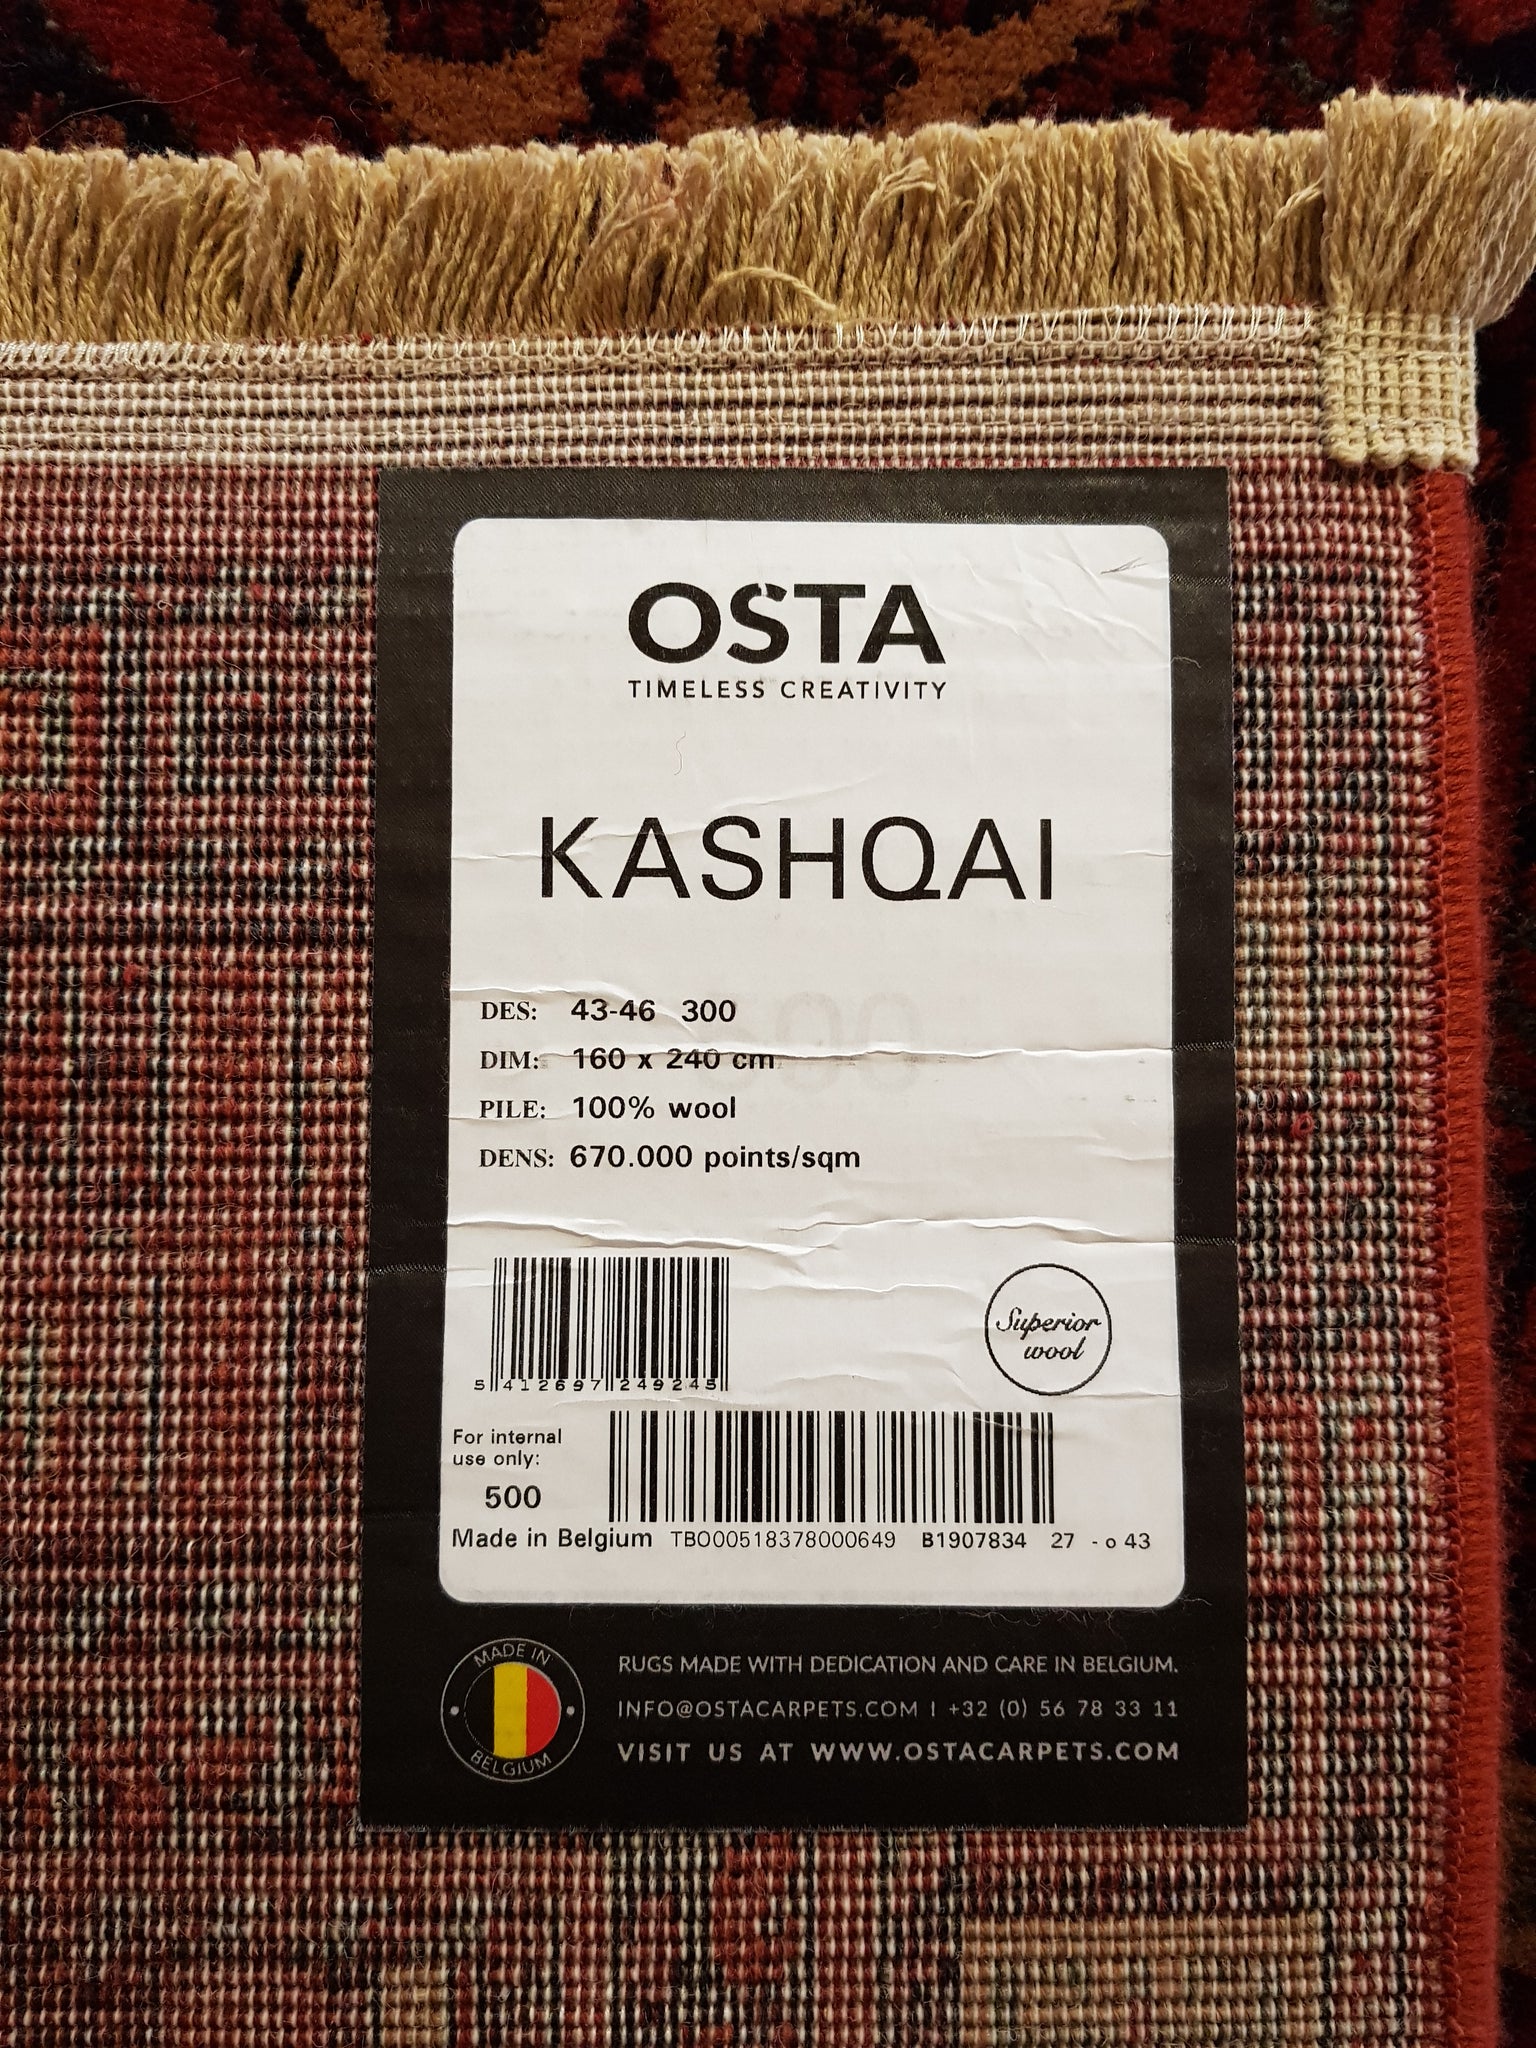 OSTA
TIMELESS CREATIVITY
KASHQAI
DES: 43-46 300
DIM: 160 x 240 cm
PILE: 100% wool
DENS: 670.000 points/sqm
5 412697 249245
Superior
wool
For internal
use only:
500
Made in Belgium TBO00518378000649 B1907834 27 - o 43
MADE IN
BELGIUM
RUGS MADE WITH DEDICATION AND CARE IN BELGIUM.
INFO@OSTACARPETS.COM | +32 (0) 56 78 33 11
VISIT US AT WWW.OSTACARPETS.COM